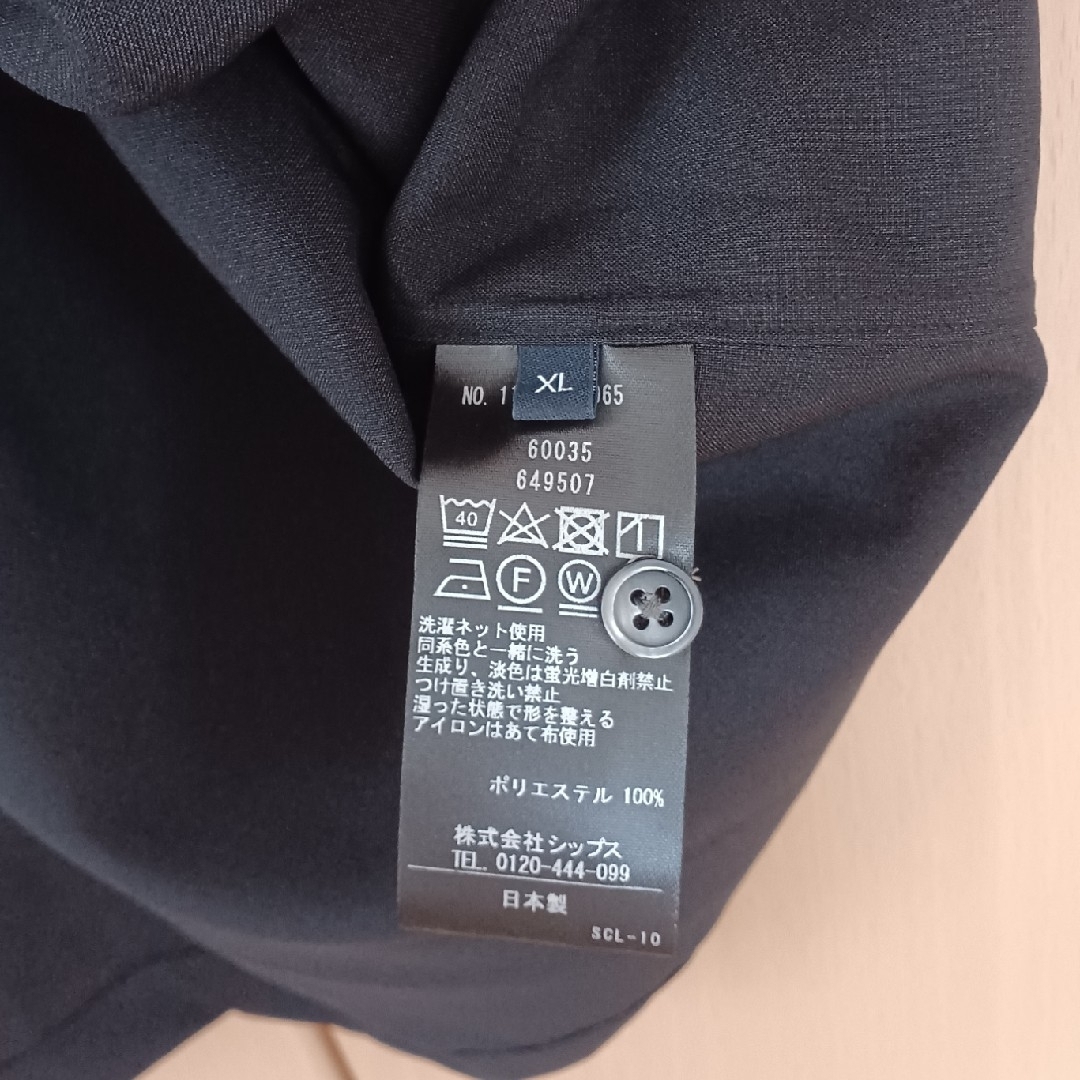 XL
NO. 11 065
60035
649507
40
F W
洗濯ネット使用
同系色と一緒に洗う
生成り、淡色は蛍光増白剤禁止
つけ置き洗い禁止
湿った状態で形を整える
アイロンはあて布使用
ポリエステル 100%
株式会社シップス
TEL. 0120-444-099
日本製
SCL-10